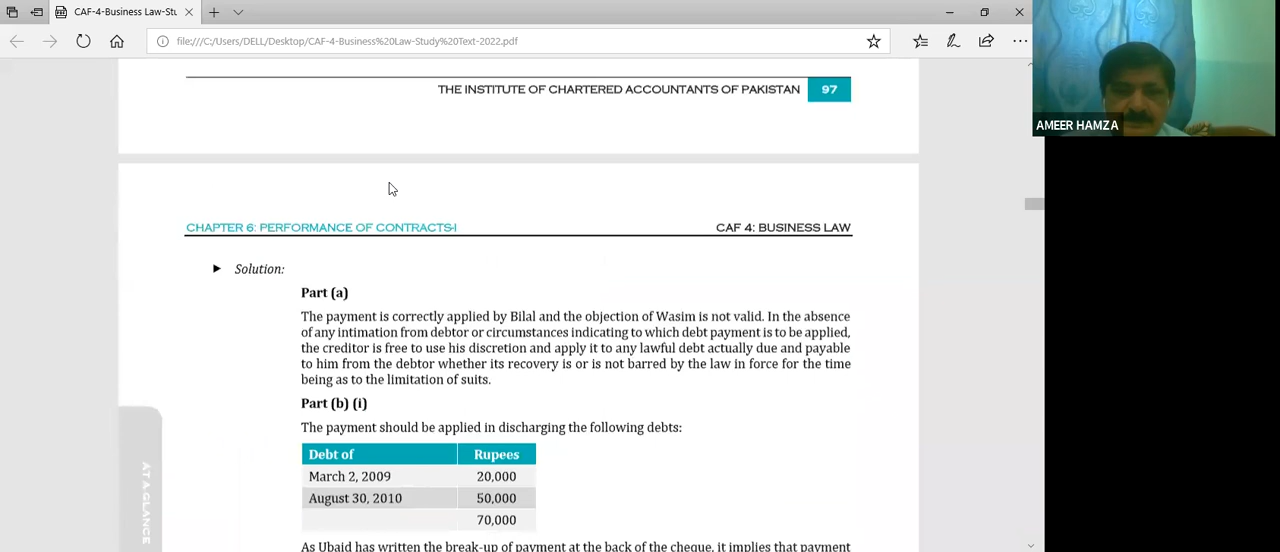 CAF-4-Business Law-Stu
file:///C:/Users/DELL/Desktop/CAF-4-Business%20Law-Study%20Text-2022.pdf
AMEER HAMZA
THE INSTITUTE OF CHARTERED ACCOUNTANTS OF PAKISTAN 97
CHAPTER 6: PERFORMANCE OF CONTRACTS-I CAF 4: BUSINESS LAW
Solution:
Part (a)
The payment is correctly applied by Bilal and the objection of Wasim is not valid. In the absence
of any intimation from debtor or circumstances indicating to which debt payment is to be applied,
the creditor is free to use his discretion and apply it to any lawful debt actually due and payable
to him from the debtor whether its recovery is or is not barred by the law in force for the time
being as to the limitation of suits.
Part (b) (i)
The payment should be applied in discharging the following debts:
Debt of Rupees
March 2, 2009 20,000
August 30, 2010 50,000
70,000
As Ubaid has written the break-up of payment at the back of the cheque, it implies that payment
AT A GLANCE